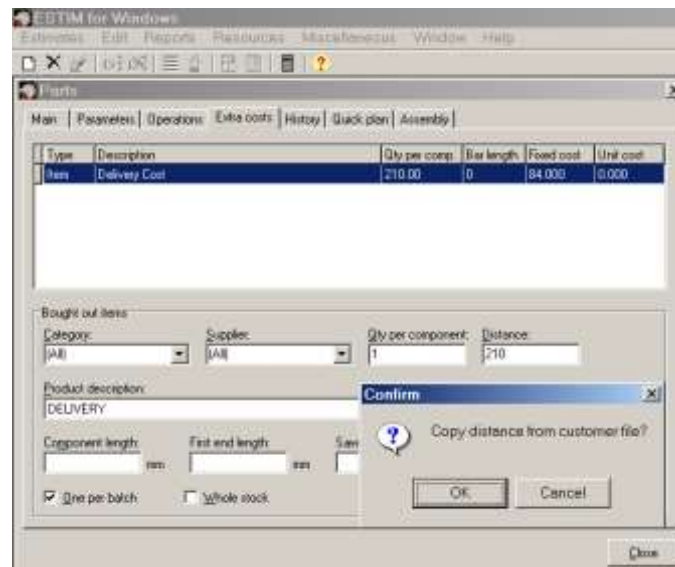 ESTIM for Windows
Estimates Edit Reports Resources Miscellaneous Window Help
Parts
Main Parameters Operations Extra costs History Quick plan Assembly
Type Description Qty per comp Bar length Fixed cost Unit cost
Item Delivery Cost 210.00 0 84.000 0.000
Bought out items
Category: Supplier: Qty per component: Distance:
(All) (All) 1 210
Product description:
DELIVERY
Confirm
Copy distance from customer file?
OK Cancel
Component length: First end length:
mm mm
One per batch Whole stock
Close